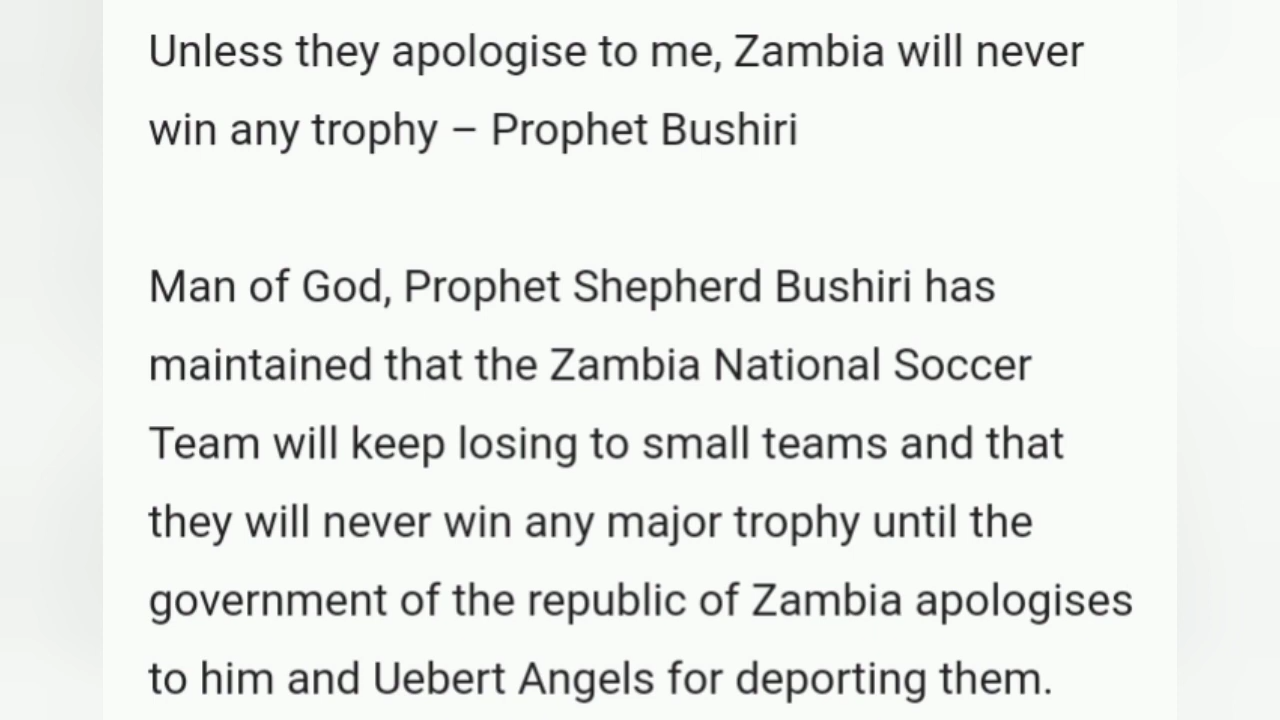 Unless they apologise to me, Zambia will never
win any trophy – Prophet Bushiri
Man of God, Prophet Shepherd Bushiri has
maintained that the Zambia National Soccer
Team will keep losing to small teams and that
they will never win any major trophy until the
government of the republic of Zambia apologises
to him and Uebert Angels for deporting them.